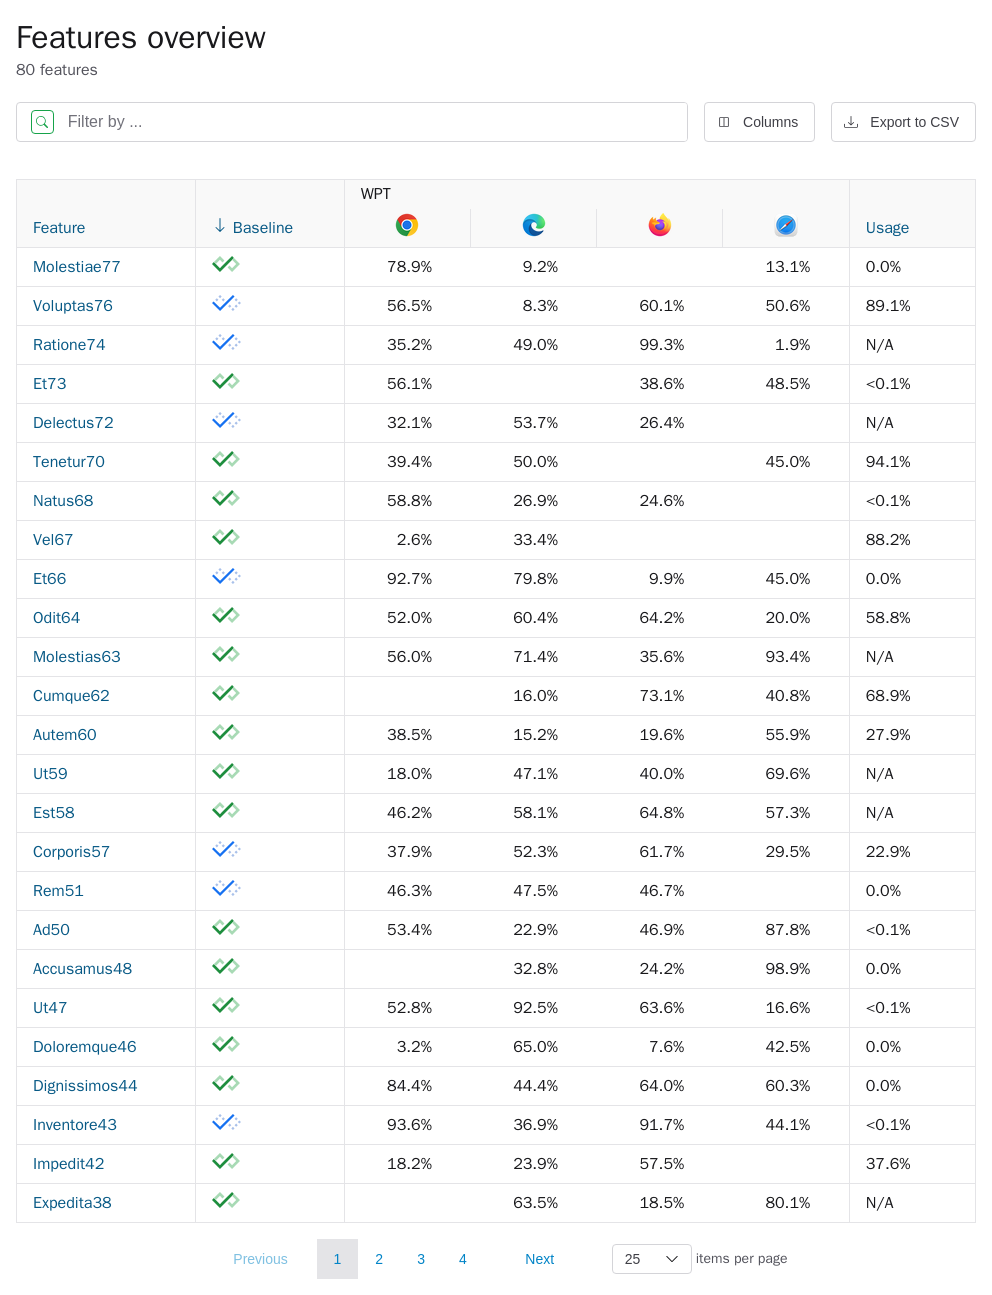 Features overview
80 features
Filter by ...
Columns
Export to CSV
WPT
Feature Baseline Usage
Molestiae77 78.9% 9.2% 13.1% 0.0%
Voluptas76 56.5% 8.3% 60.1% 50.6% 89.1%
Ratione74 35.2% 49.0% 99.3% 1.9% N/A
Et73 56.1% 38.6% 48.5% <0.1%
Delectus72 32.1% 53.7% 26.4% N/A
Tenetur70 39.4% 50.0% 45.0% 94.1%
Natus68 58.8% 26.9% 24.6% <0.1%
Vel67 2.6% 33.4% 88.2%
Et66 92.7% 79.8% 9.9% 45.0% 0.0%
Odit64 52.0% 60.4% 64.2% 20.0% 58.8%
Molestias63 56.0% 71.4% 35.6% 93.4% N/A
Cumque62 16.0% 73.1% 40.8% 68.9%
Autem60 38.5% 15.2% 19.6% 55.9% 27.9%
Ut59 18.0% 47.1% 40.0% 69.6% N/A
Est58 46.2% 58.1% 64.8% 57.3% N/A
Corporis57 37.9% 52.3% 61.7% 29.5% 22.9%
Rem51 46.3% 47.5% 46.7% 0.0%
Ad50 53.4% 22.9% 46.9% 87.8% <0.1%
Accusamus48 32.8% 24.2% 98.9% 0.0%
Ut47 52.8% 92.5% 63.6% 16.6% <0.1%
Doloremque46 3.2% 65.0% 7.6% 42.5% 0.0%
Dignissimos44 84.4% 44.4% 64.0% 60.3% 0.0%
Inventore43 93.6% 36.9% 91.7% 44.1% <0.1%
Impedit42 18.2% 23.9% 57.5% 37.6%
Expedita38 63.5% 18.5% 80.1% N/A
Previous 1 2 3 4 Next 25 items per page